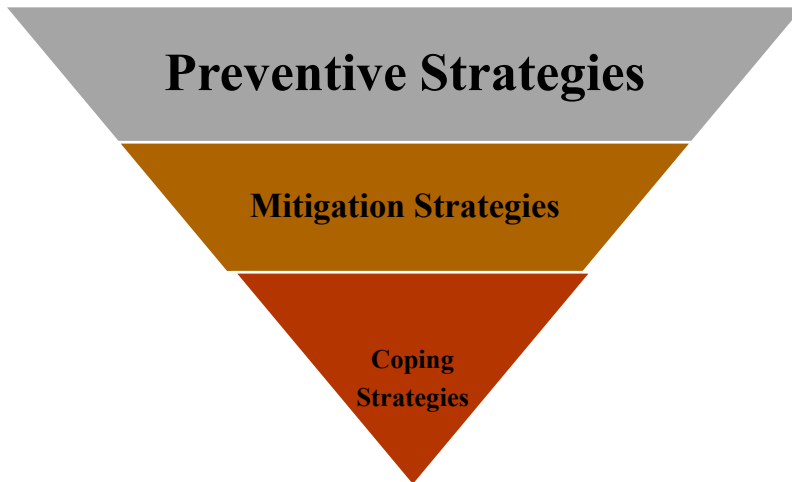 Preventive Strategies
Mitigation Strategies
Coping
Strategies